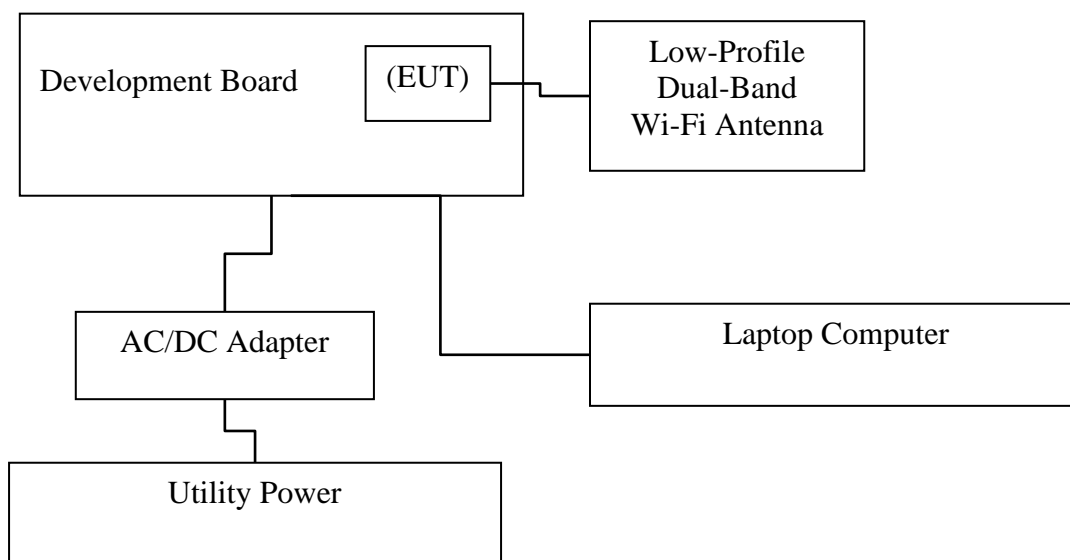 Development Board
(EUT)
Low-Profile
Dual-Band
Wi-Fi Antenna
AC/DC Adapter
Laptop Computer
Utility Power